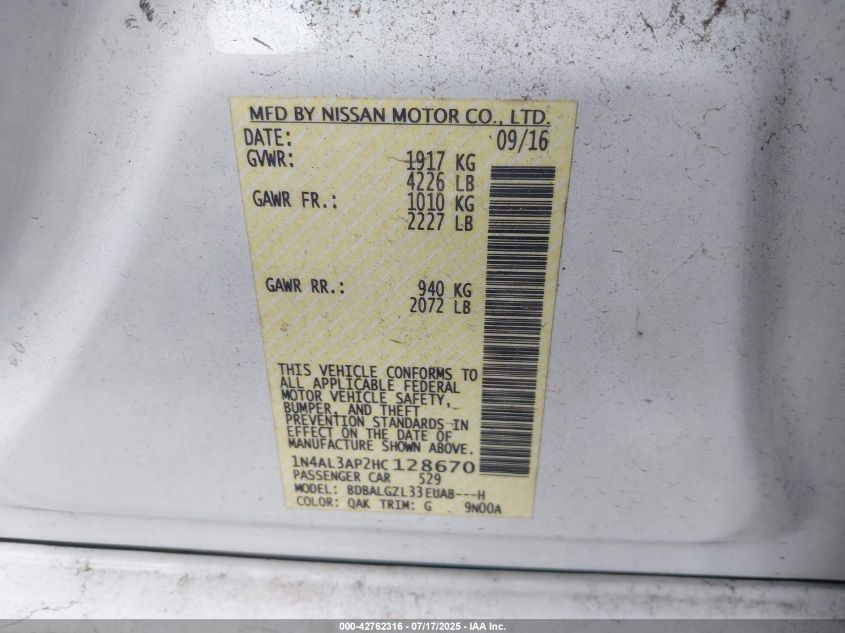 MFD BY NISSAN MOTOR CO., LTD.
DATE: 09/16
GVWR: 1917 KG
4226 LB
GAWR FR.: 1010 KG
2227 LB
GAWR RR.: 940 KG
2072 LB
THIS VEHICLE CONFORMS TO
ALL APPLICABLE FEDERAL
MOTOR VEHICLE SAFETY,
BUMPER, AND THEFT
PREVENTION STANDARDS IN
EFFECT ON THE DATE OF
MANUFACTURE SHOWN ABOVE.
1N4AL3AP2HC128670
PASSENGER CAR 529
MODEL: BDBALGZL33EUAB---H
COLOR: QAK TRIM: G 9N00A
000-42762316 - 07/17/2025 - IAA Inc.